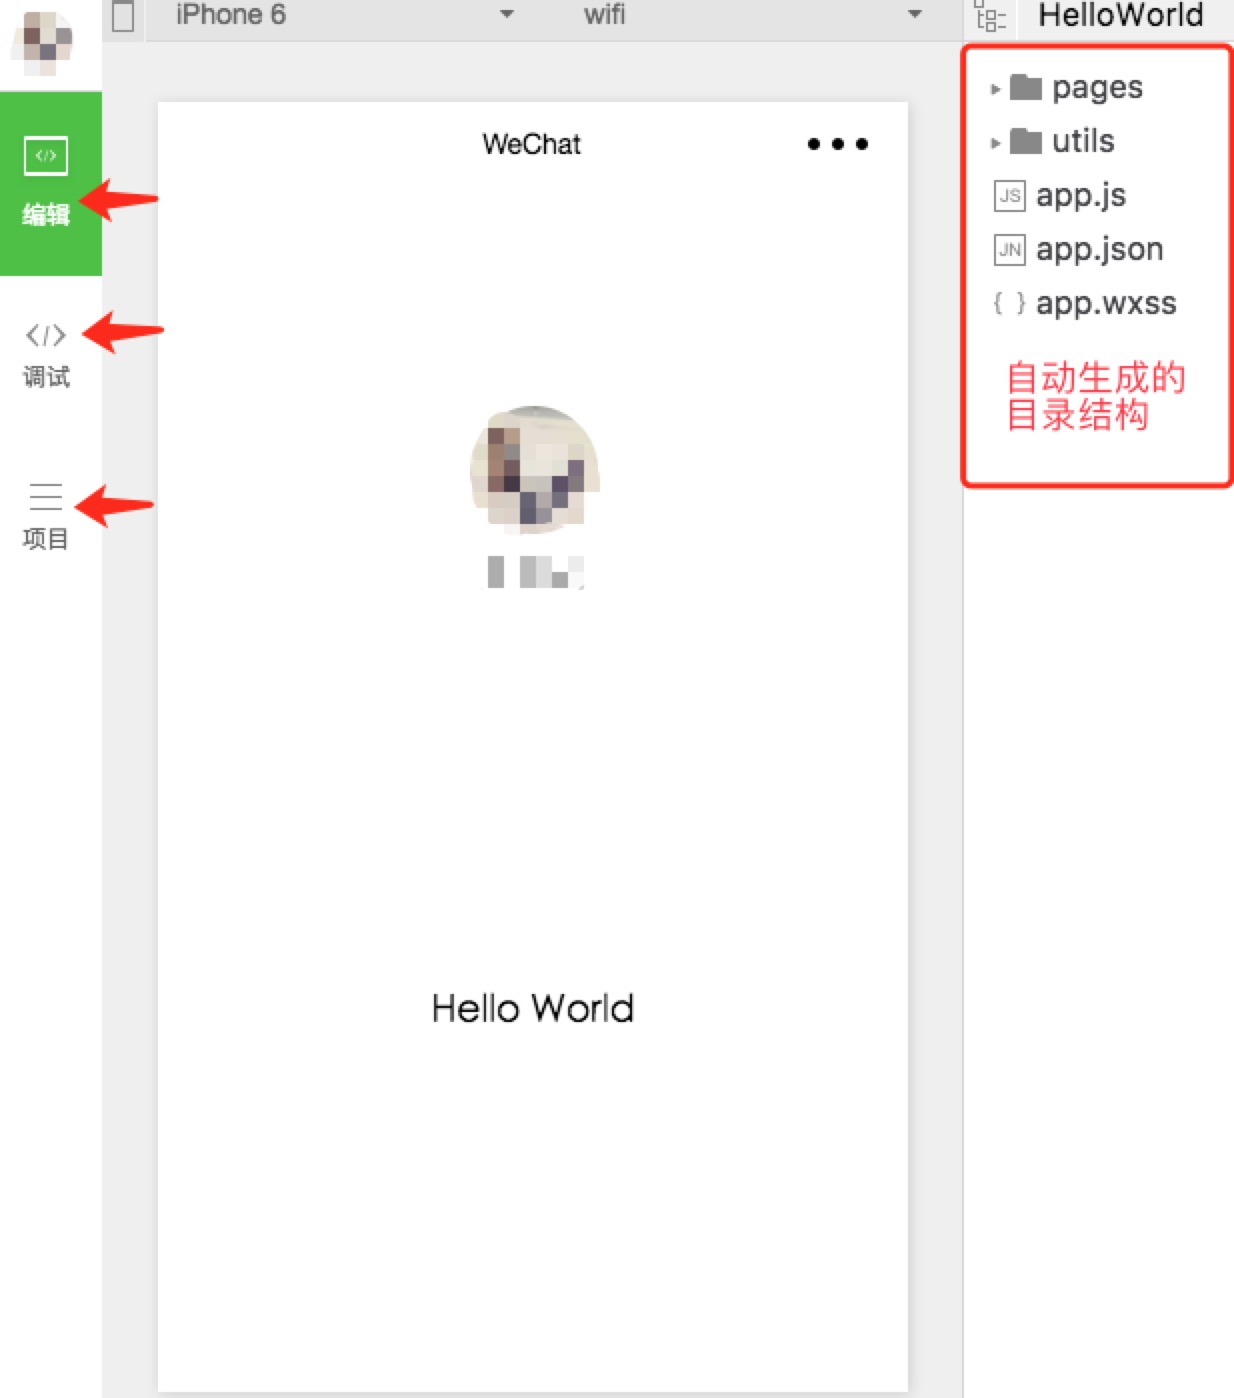 iPhone 6
wifi
HelloWorld
编辑
调试
项目
WeChat
Hello World
pages
utils
JS app.js
JN app.json
{ } app.wxss
自动生成的
目录结构